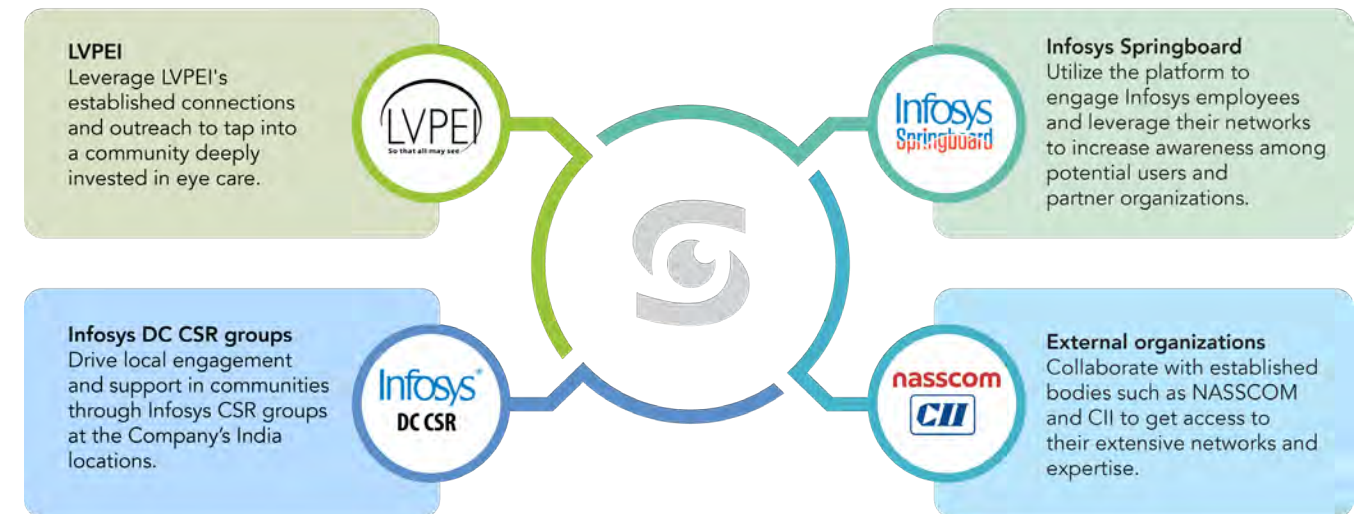 LVPEI
Leverage LVPEI's
established connections
and outreach to tap into
a community deeply
invested in eye care.
LVPEI
So that all may see
Infosys Springboard
Utilize the platform to
engage Infosys employees
and leverage their networks
to increase awareness among
potential users and
partner organizations.
Infosys
Springboard
Infosys DC CSR groups
Drive local engagement
and support in communities
through Infosys CSR groups
at the Company's India
locations.
Infosys®
DC CSR
External organizations
Collaborate with established
bodies such as NASSCOM
and CII to get access to
their extensive networks and
expertise.
nasscom
CII